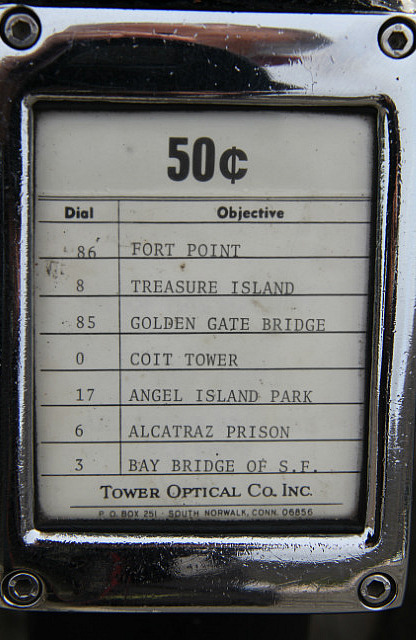 50¢
Dial Objective
86 FORT POINT
8 TREASURE ISLAND
85 GOLDEN GATE BRIDGE
0 COIT TOWER
17 ANGEL ISLAND PARK
6 ALCATRAZ PRISON
3 BAY BRIDGE OF S.F.
TOWER OPTICAL CO. INC.
P. O. BOX 251 · SOUTH NORWALK, CONN. 06856